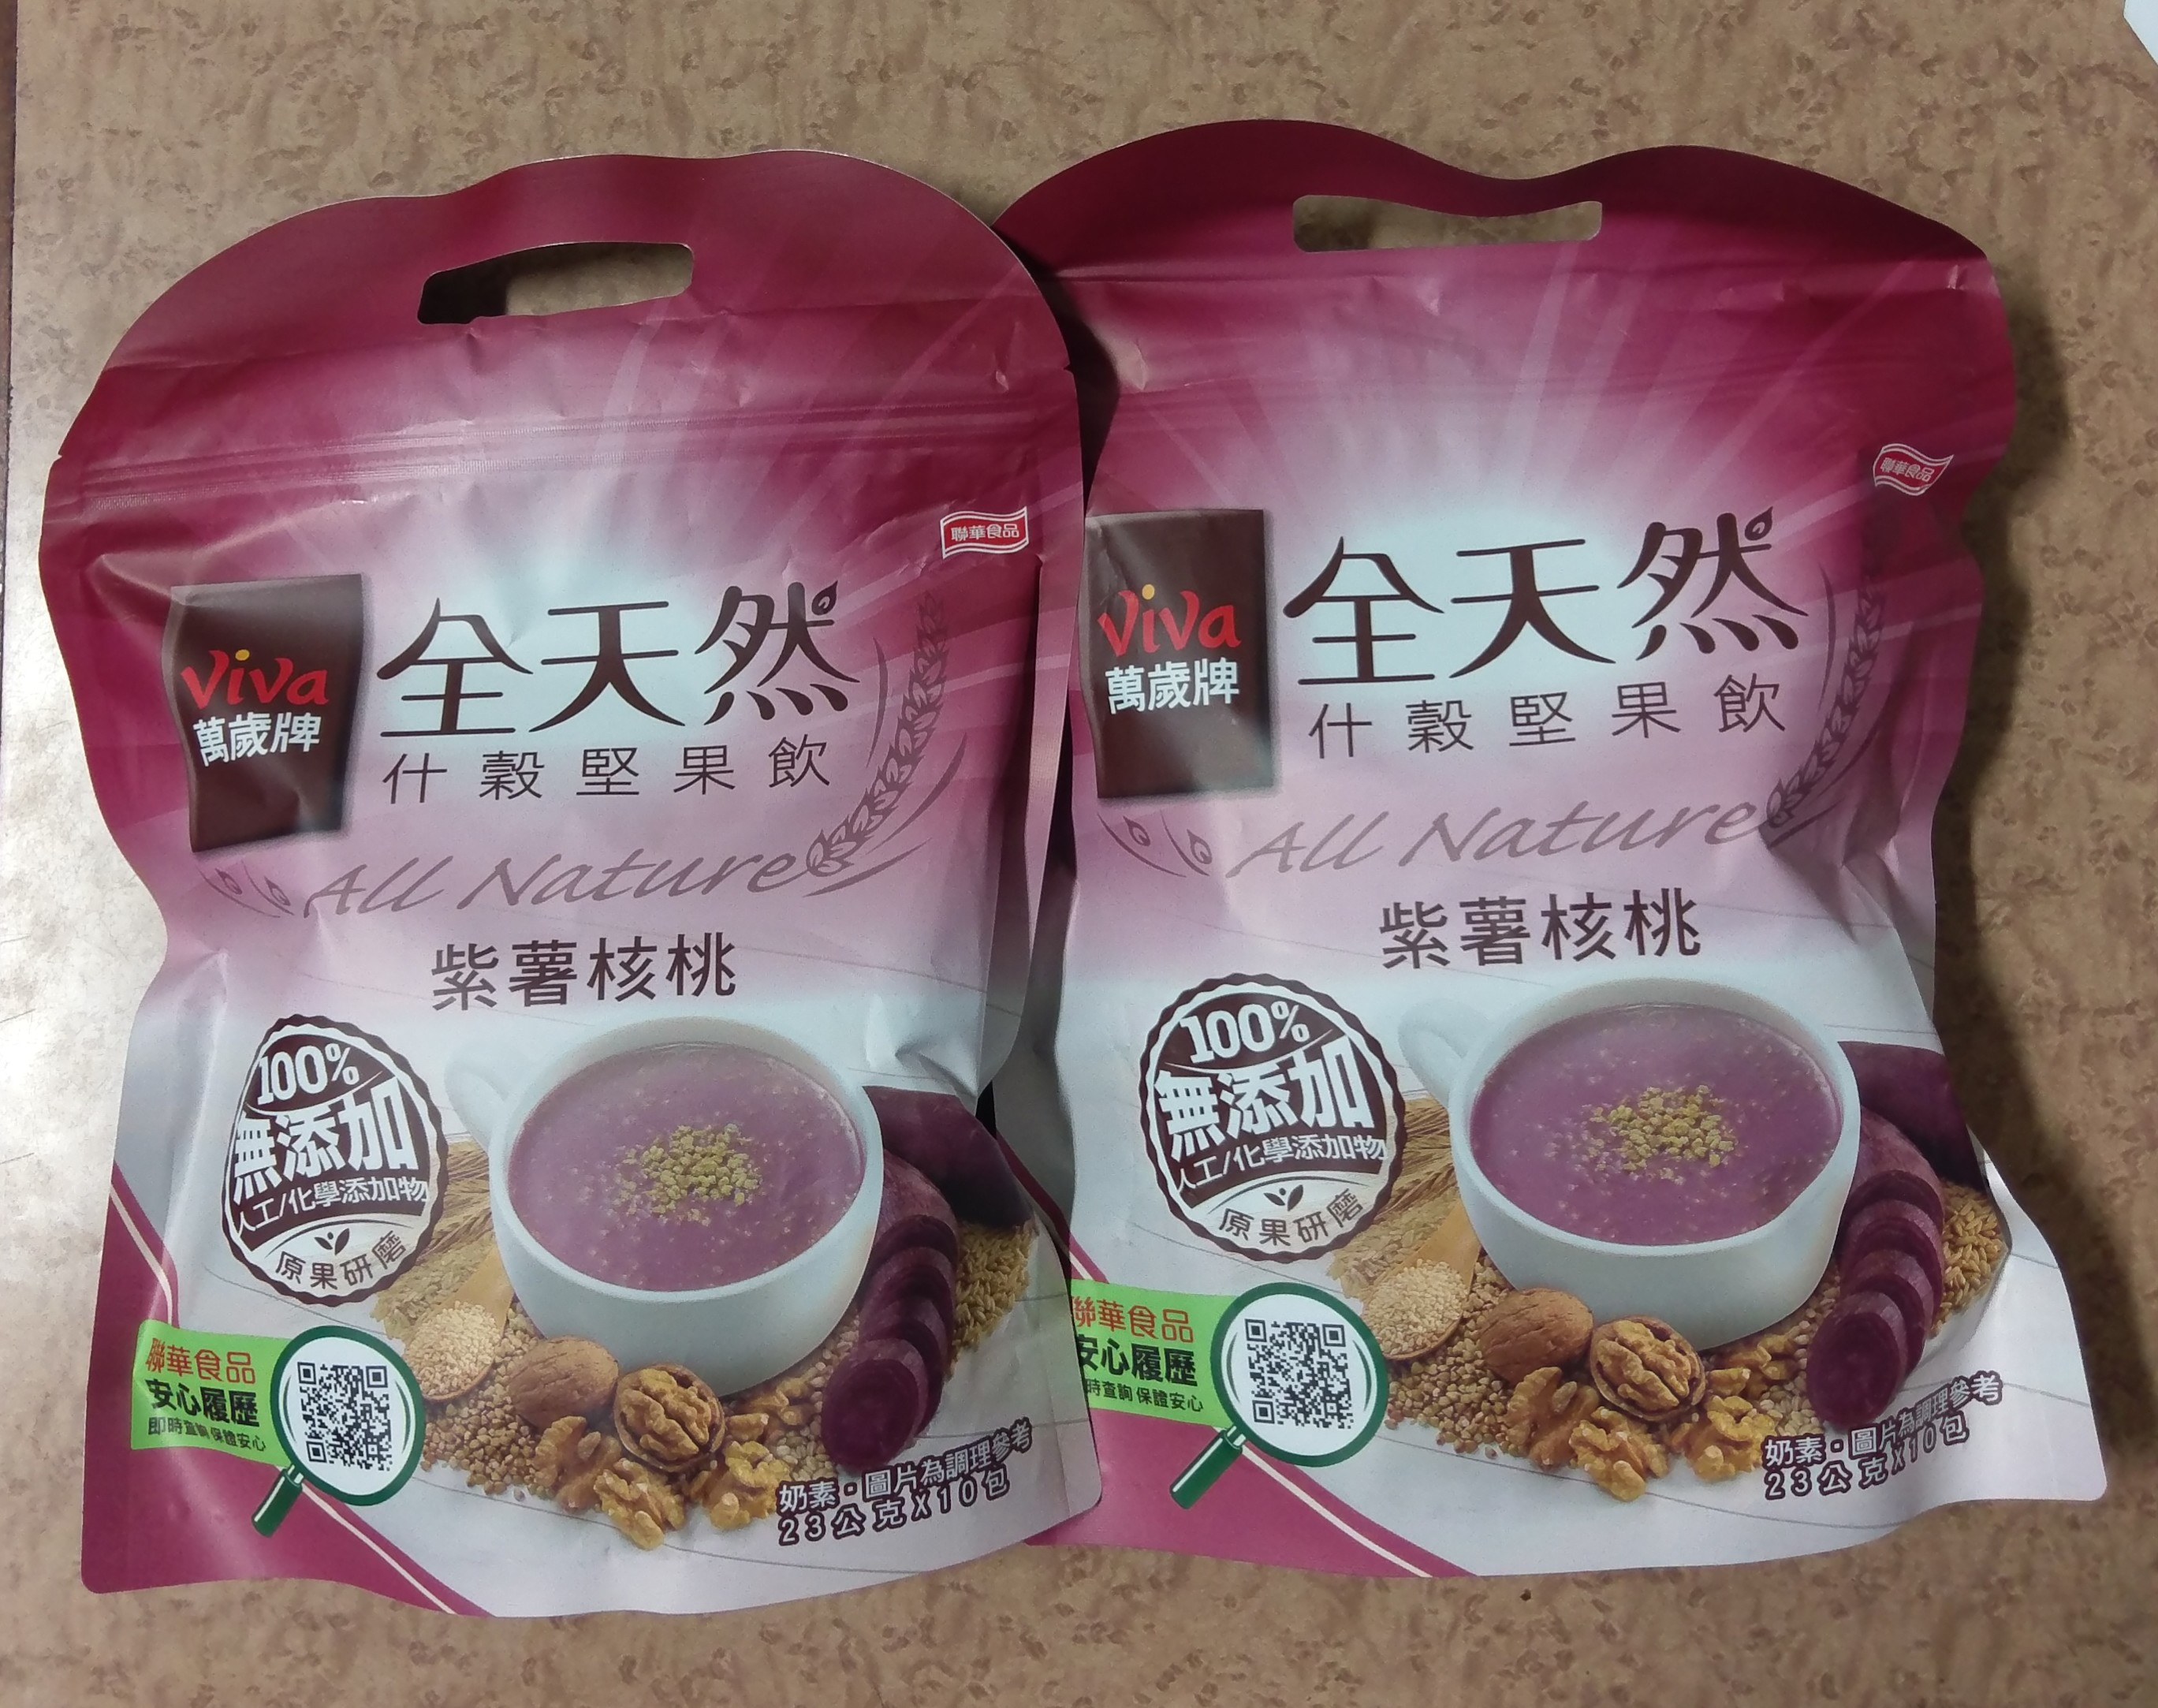 聯華食品
viva
萬歲牌
全天然
什穀堅果飲
All Nature
紫薯核桃
100%
無添加
人工/化學添加物
原果研磨
聯華食品
安心履歷
即時查詢 保證安心
奶素・圖片為調理參考
23公克X10包
聯華食品
viva
萬歲牌
全天然
什穀堅果飲
All Nature
紫薯核桃
100%
無添加
人工/化學添加物
原果研磨
聯華食品
安心履歷
時查詢 保證安心
奶素・圖片為調理參考
23公克X10包